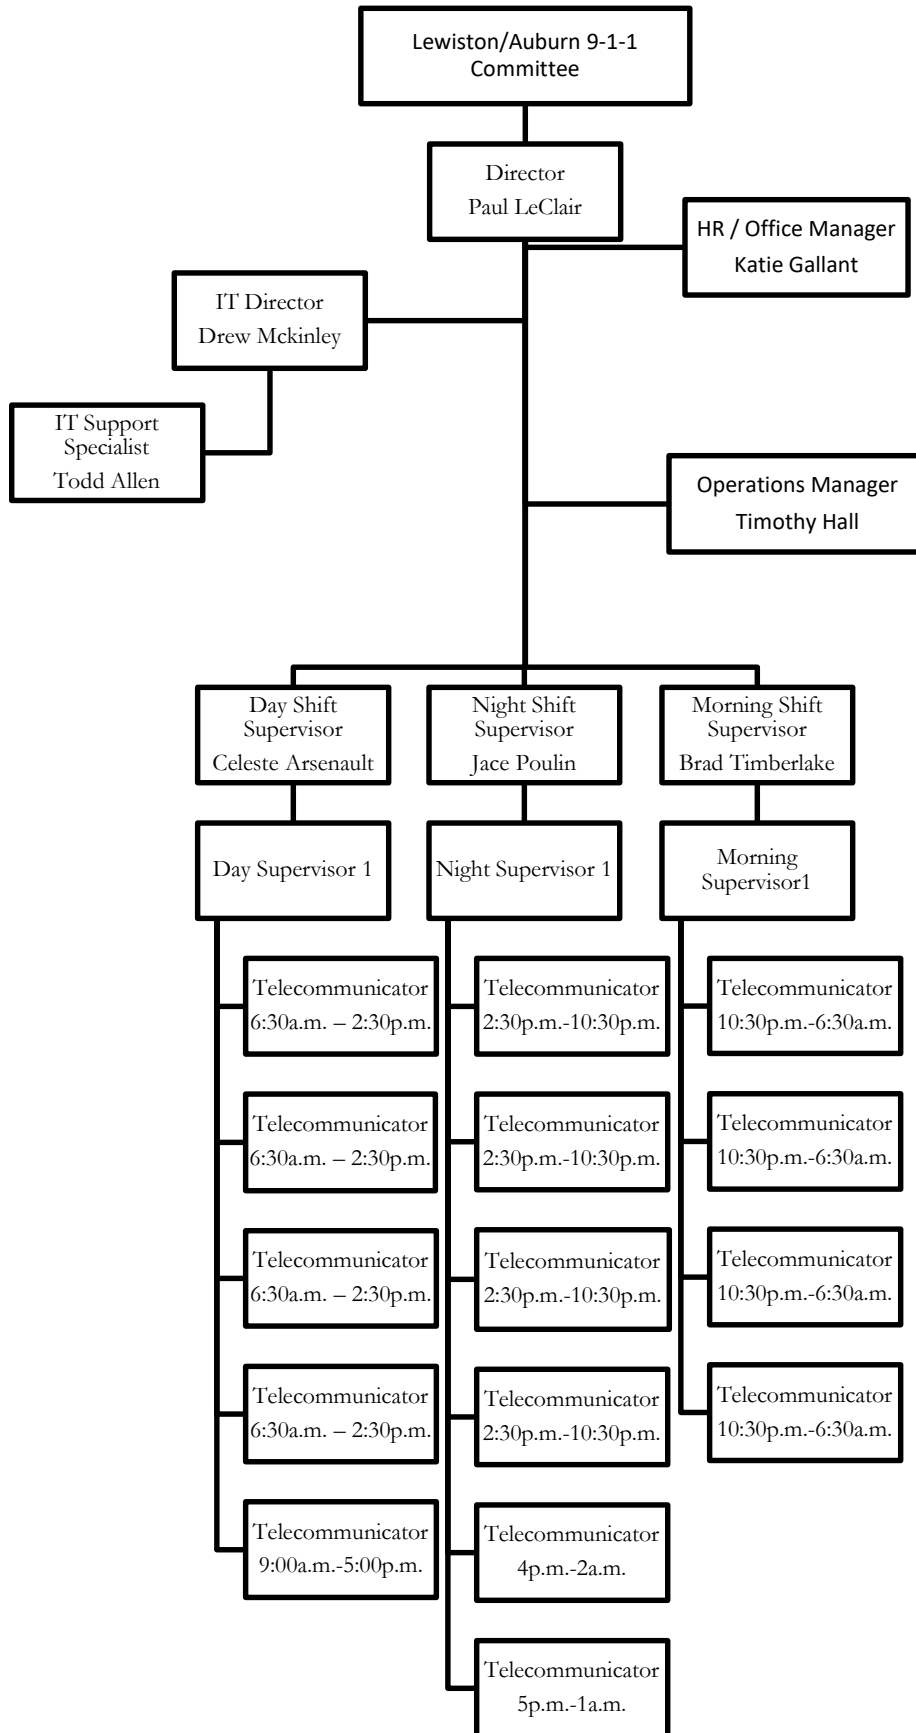 Lewiston/Auburn 9-1-1
Committee
Director
Paul LeClair
HR / Office Manager
Katie Gallant
IT Director
Drew Mckinley
IT Support
Specialist
Todd Allen
Operations Manager
Timothy Hall
Day Shift
Supervisor
Celeste Arsenault
Night Shift
Supervisor
Jace Poulin
Morning Shift
Supervisor
Brad Timberlake
Day Supervisor 1
Night Supervisor 1
Morning
Supervisor1
Telecommunicator
6:30a.m. – 2:30p.m.
Telecommunicator
2:30p.m.-10:30p.m.
Telecommunicator
10:30p.m.-6:30a.m.
Telecommunicator
6:30a.m. – 2:30p.m.
Telecommunicator
2:30p.m.-10:30p.m.
Telecommunicator
10:30p.m.-6:30a.m.
Telecommunicator
6:30a.m. – 2:30p.m.
Telecommunicator
2:30p.m.-10:30p.m.
Telecommunicator
10:30p.m.-6:30a.m.
Telecommunicator
6:30a.m. – 2:30p.m.
Telecommunicator
2:30p.m.-10:30p.m.
Telecommunicator
10:30p.m.-6:30a.m.
Telecommunicator
9:00a.m.-5:00p.m.
Telecommunicator
4p.m.-2a.m.
Telecommunicator
5p.m.-1a.m.